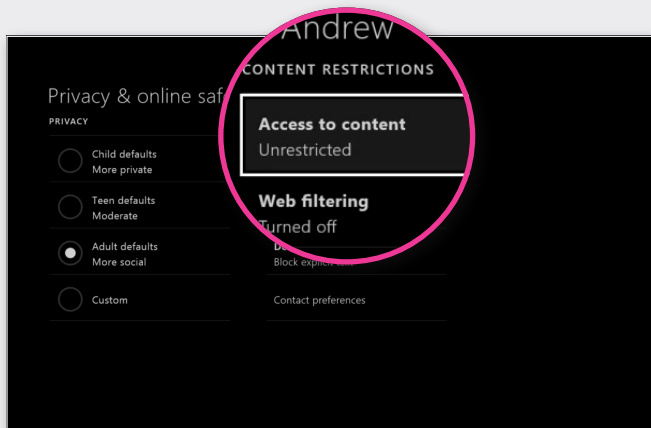 Andrew
Privacy & online saf
PRIVACY
Child defaults
More private
Teen defaults
Moderate
Adult defaults
More social
Custom
CONTENT RESTRICTIONS
Access to content
Unrestricted
Web filtering
Turned off
Block explicit
Contact preferences